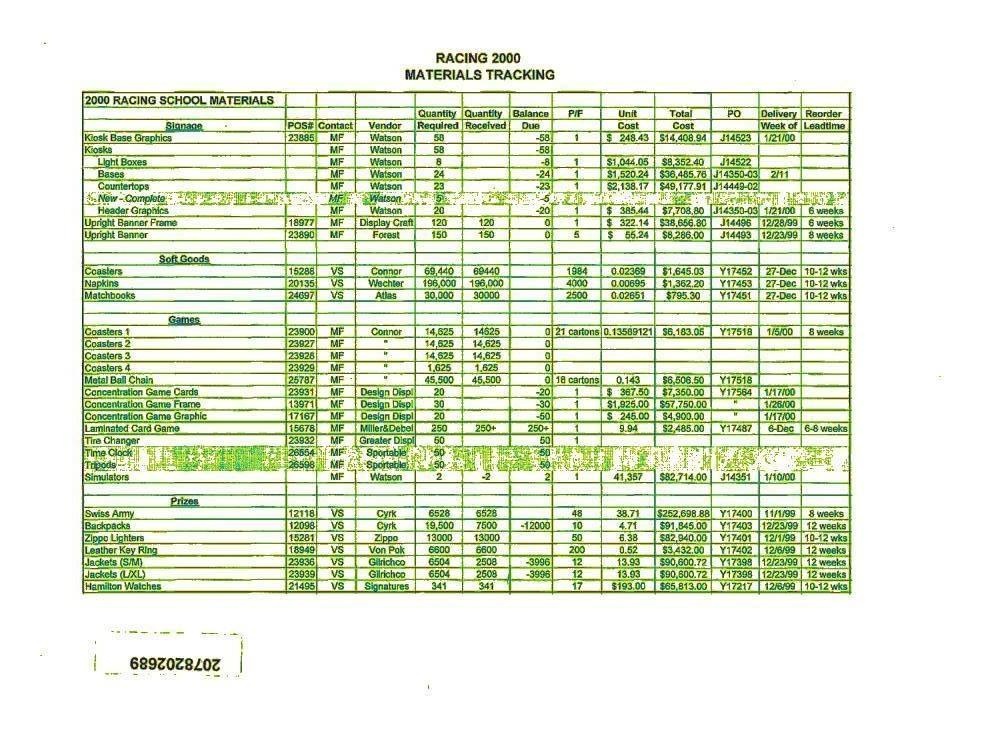 RACING 2000
MATERIALS TRACKING
2000 RACING SCHOOL MATERIALS
Quantity Quantity Balance P/F Unit Total PO Delivery Reorder
Signage POS# Contact Vendor Required Received Due Cost Cost Week of Leadtime
Kiosk Base Graphics 23885 MF Watson 58 -58 1 $ 248.43 $14,408.94 J14523 1/21/00
Kiosks MF Watson 58 -58
Light Boxes MF Watson 8 -8 1 $1,044.05 $8,352.40 J14522
Bases MF Watson 24 -24 1 $1,520.24 $36,485.76 J14350-03 2/11
Countertops MF Watson 23 -23 1 $2,138.17 $49,177.91 J14449-02
New - Complete MF Watson 5 -5
Header Graphics MF Watson 20 -20 1 $ 385.44 $7,708.80 J14350-03 1/21/00 6 weeks
Upright Banner Frame 18977 MF Display Craft 120 120 0 1 $ 322.14 $38,656.80 J14496 12/28/99 6 weeks
Upright Banner 23890 MF Forest 150 150 0 5 $ 55.24 $8,286.00 J14493 12/23/99 8 weeks
Soft Goods
Coasters 15288 VS Connor 69,440 69440 1984 0.02369 $1,645.03 Y17452 27-Dec 10-12 wks
Napkins 20135 VS Wechter 196,000 196,000 4000 0.00695 $1,362.20 Y17453 27-Dec 10-12 wks
Matchbooks 24697 VS Atlas 30,000 30000 2500 0.02651 $795.30 Y17451 27-Dec 10-12 wks
Games
Coasters 1 23900 MF Connor 14,625 14625 0 21 cartons 0.13589121 $6,183.05 Y17518 1/5/00 8 weeks
Coasters 2 23927 MF " 14,625 14,625 0
Coasters 3 23928 MF " 14,625 14,625 0
Coasters 4 23929 MF " 1,625 1,625 0
Metal Ball Chain 25787 MF " 45,500 45,500 0 18 cartons 0.143 $6,506.50 Y17518
Concentration Game Cards 23931 MF Design Displ 20 -20 1 $ 367.50 $7,350.00 Y17564 1/17/00
Concentration Game Frame 13971 MF Design Displ 30 -30 1 $1,925.00 $57,750.00 " 1/26/00
Concentration Game Graphic 17167 MF Design Displ 20 -50 1 $ 245.00 $4,900.00 " 1/17/00
Laminated Card Game 15678 MF Miller&Debel 250 250+ 250+ 1 9.94 $2,485.00 Y17487 6-Dec 6-8 weeks
Tire Changer 23932 MF Greater Displ 50 50 1
Time Clock 26554 MF Sportable 50 50
Tripods 26598 MF Sportable 50 50
Simulators MF Watson 2 -2 2 1 41,357 $82,714.00 J14351 1/10/00
Prizes
Swiss Army 12118 VS Cyrk 6528 6528 48 38.71 $252,698.88 Y17400 11/1/99 8 weeks
Backpacks 12098 VS Cyrk 19,500 7500 -12000 10 4.71 $91,845.00 Y17403 12/23/99 12 weeks
Zippo Lighters 15281 VS Zippo 13000 13000 50 6.38 $82,940.00 Y17401 12/1/99 10-12 wks
Leather Key Ring 18949 VS Von Pok 6600 6600 200 0.52 $3,432.00 Y17402 12/6/99 12 weeks
Jackets (S/M) 23936 VS Gilrichco 6504 2508 -3996 12 13.93 $90,600.72 Y17398 12/23/99 12 weeks
Jackets (L/XL) 23939 VS Gilrichco 6504 2508 -3996 12 13.93 $90,600.72 Y17398 12/23/99 12 weeks
Hamilton Watches 21495 VS Signatures 341 341 17 $193.00 $65,813.00 Y17217 12/6/99 10-12 wks
2078202689